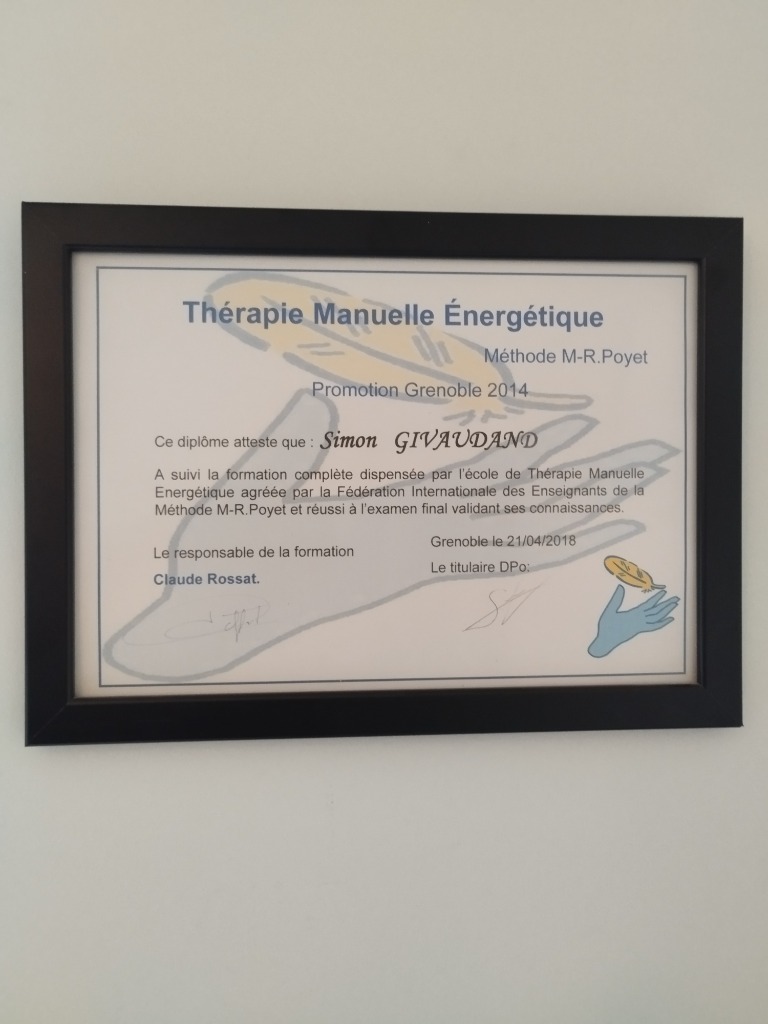 Thérapie Manuelle Énergétique
Méthode M-R.Poyet
Promotion Grenoble 2014
Ce diplôme atteste que : Simon GIVAUDAND
A suivi la formation complète dispensée par l'école de Thérapie Manuelle
Energétique agréée par la Fédération Internationale des Enseignants de la
Méthode M-R.Poyet et réussi à l'examen final validant ses connaissances.
Grenoble le 21/04/2018
Le responsable de la formation
Le titulaire DPo:
Claude Rossat.